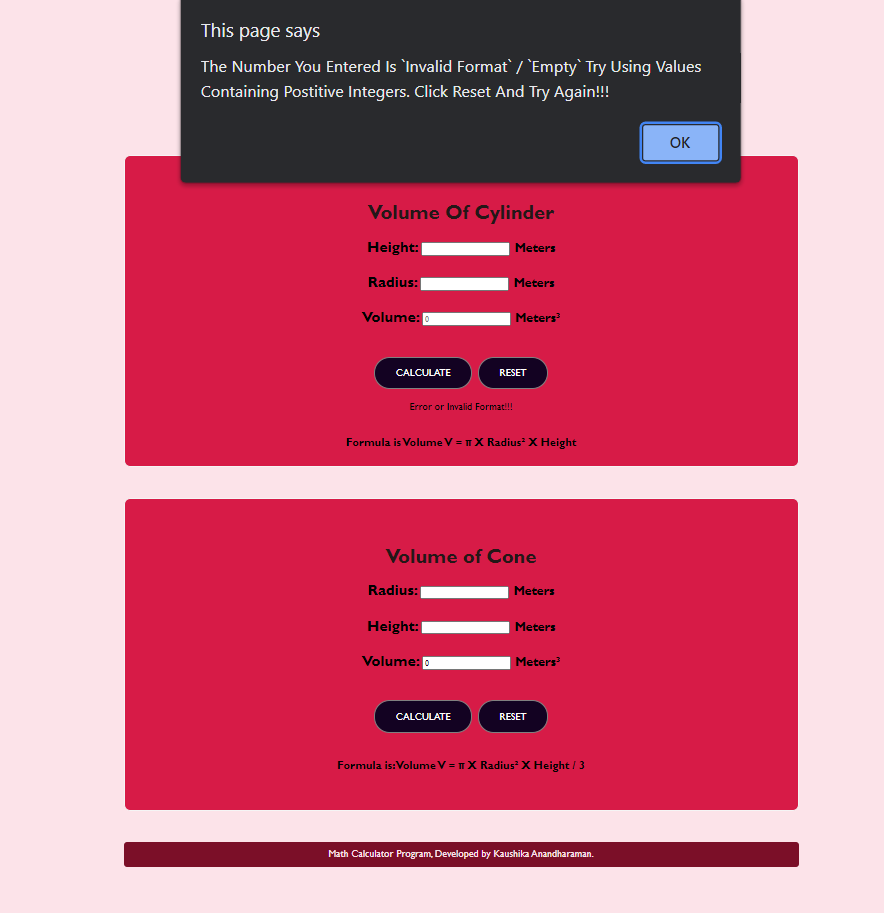 This page says
The Number You Entered Is `Invalid Format` / `Empty` Try Using Values
Containing Postitive Integers. Click Reset And Try Again!!!
OK
Volume Of Cylinder
Height: Meters
Radius: Meters
Volume: 0 Meters³
CALCULATE RESET
Error or Invalid Format!!!
Formula is Volume V = π X Radius² X Height
Volume of Cone
Radius: Meters
Height: Meters
Volume: 0 Meters³
CALCULATE RESET
Formula is:Volume V = π X Radius² X Height / 3
Math Calculator Program, Developed by Kaushika Anandharaman.